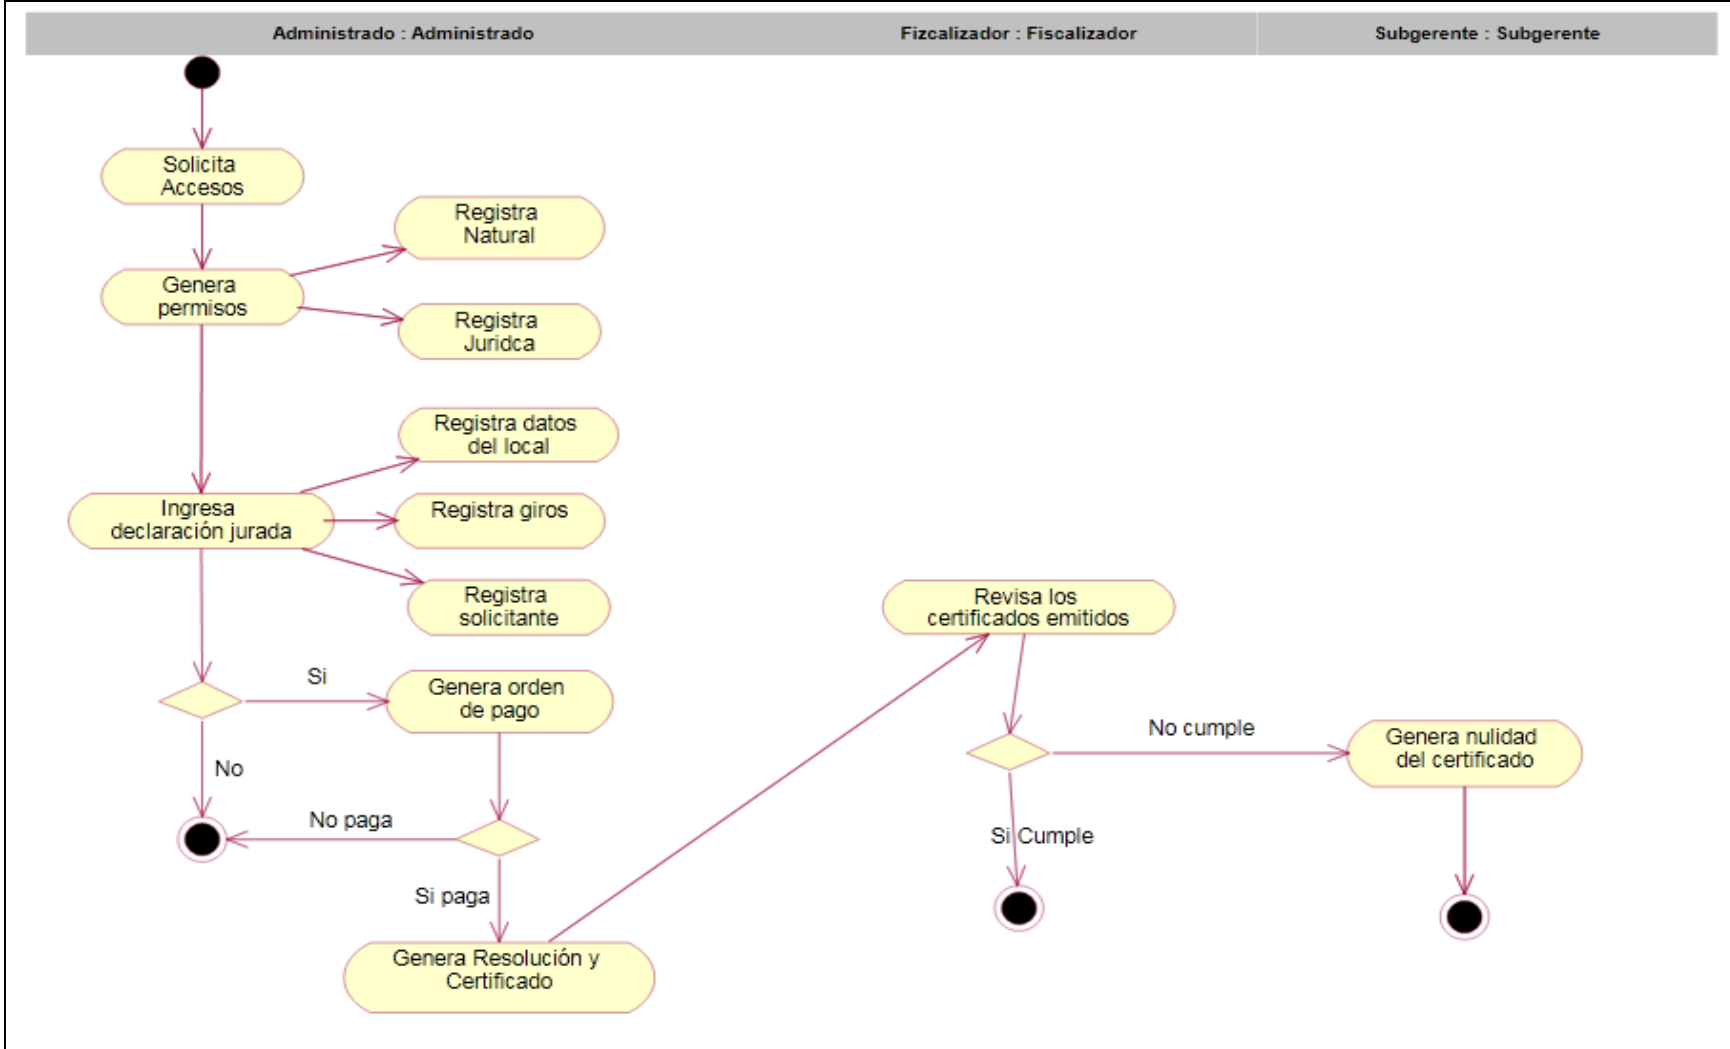 Administrado : Administrado
Fizcalizador : Fiscalizador
Subgerente : Subgerente
Solicita
Accesos
Registra
Natural
Genera
permisos
Registra
Juridca
Registra datos
del local
Ingresa
declaración jurada
Registra giros
Registra
solicitante
Revisa los
certificados emitidos
Si
Genera orden
de pago
No cumple
Genera nulidad
del certificado
No
No paga
Si Cumple
Si paga
Genera Resolución y
Certificado